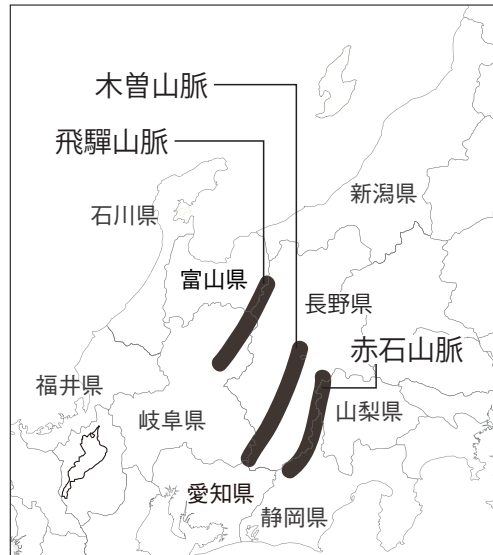 木曽山脈
飛驒山脈
新潟県
石川県
富山県
長野県
赤石山脈
福井県
山梨県
岐阜県
愛知県
静岡県